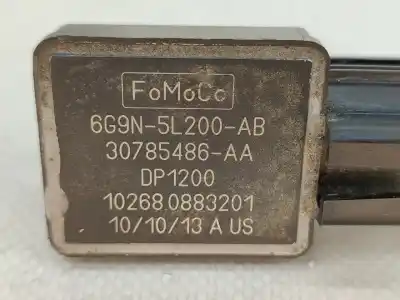 FoMoCo
6G9N-5L200-AB
30785486-AA
DP1200
10268.0883201
10/10/13 A US